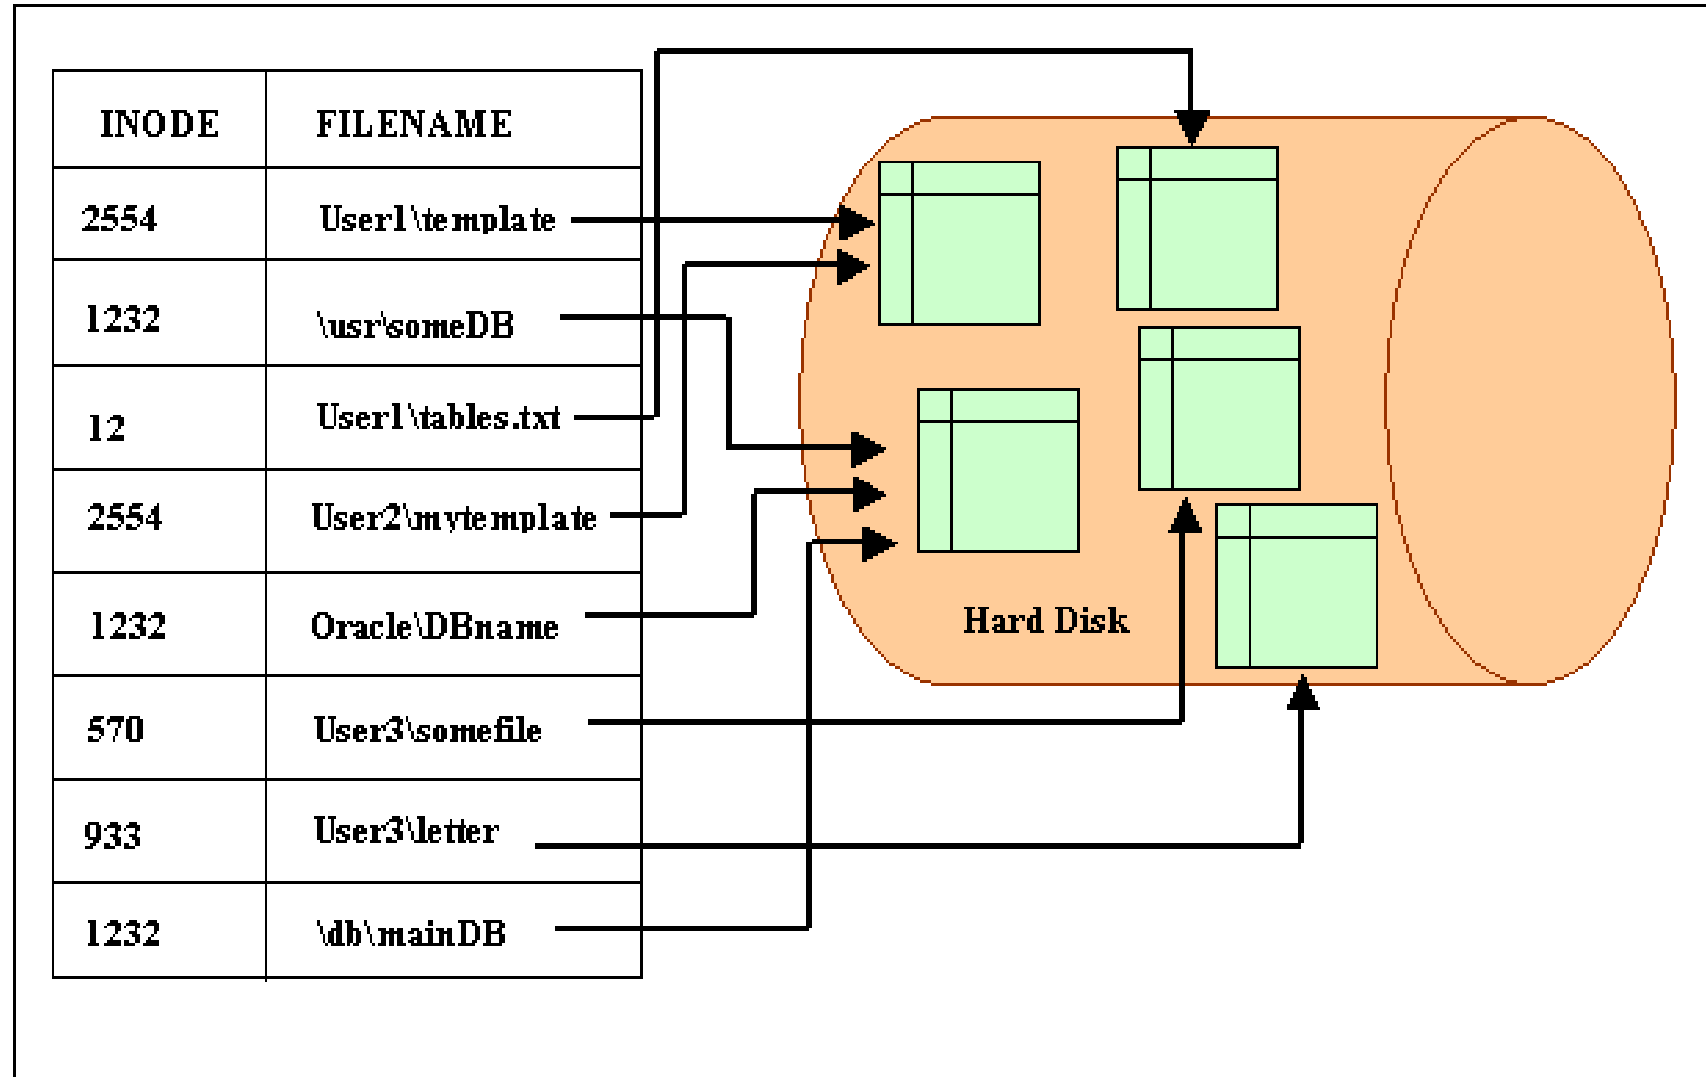 INODE FILENAME
2554 User1\template
1232 \usr\someDB
12 User1\tables.txt
2554 User2\mytemplate
1232 Oracle\DBname
570 User3\somefile
933 User3\letter
1232 \db\mainDB
Hard Disk